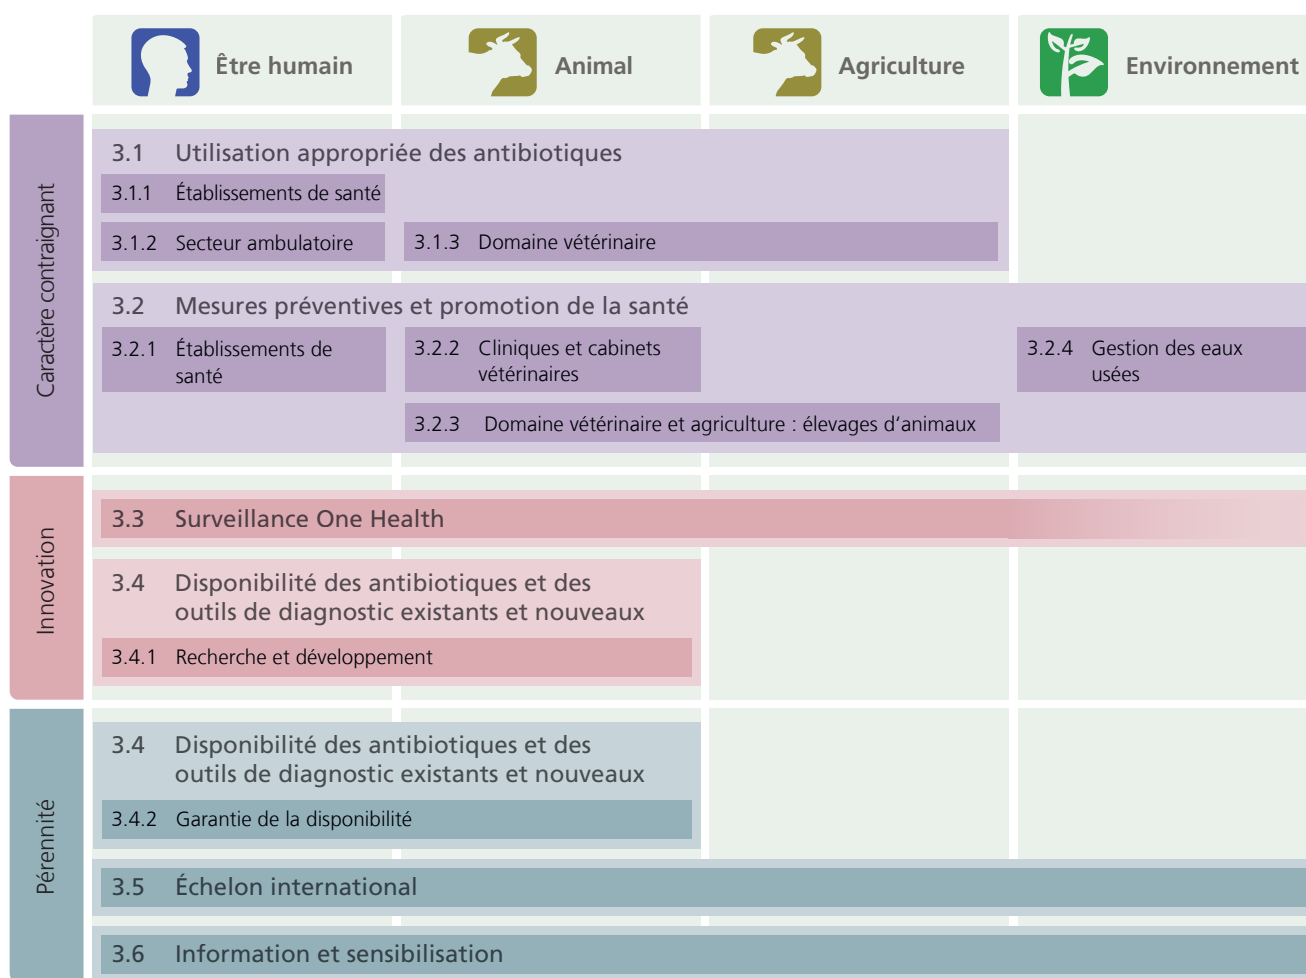 Être humain
Animal
Agriculture
Environnement
Caractère contraignant
3.1 Utilisation appropriée des antibiotiques
3.1.1 Établissements de santé
3.1.2 Secteur ambulatoire
3.1.3 Domaine vétérinaire
3.2 Mesures préventives et promotion de la santé
3.2.1 Établissements de
santé
3.2.2 Cliniques et cabinets
vétérinaires
3.2.4 Gestion des eaux
usées
3.2.3 Domaine vétérinaire et agriculture : élevages d‘animaux
Innovation
3.3 Surveillance One Health
3.4 Disponibilité des antibiotiques et des
outils de diagnostic existants et nouveaux
3.4.1 Recherche et développement
Pérennité
3.4 Disponibilité des antibiotiques et des
outils de diagnostic existants et nouveaux
3.4.2 Garantie de la disponibilité
3.5 Échelon international
3.6 Information et sensibilisation